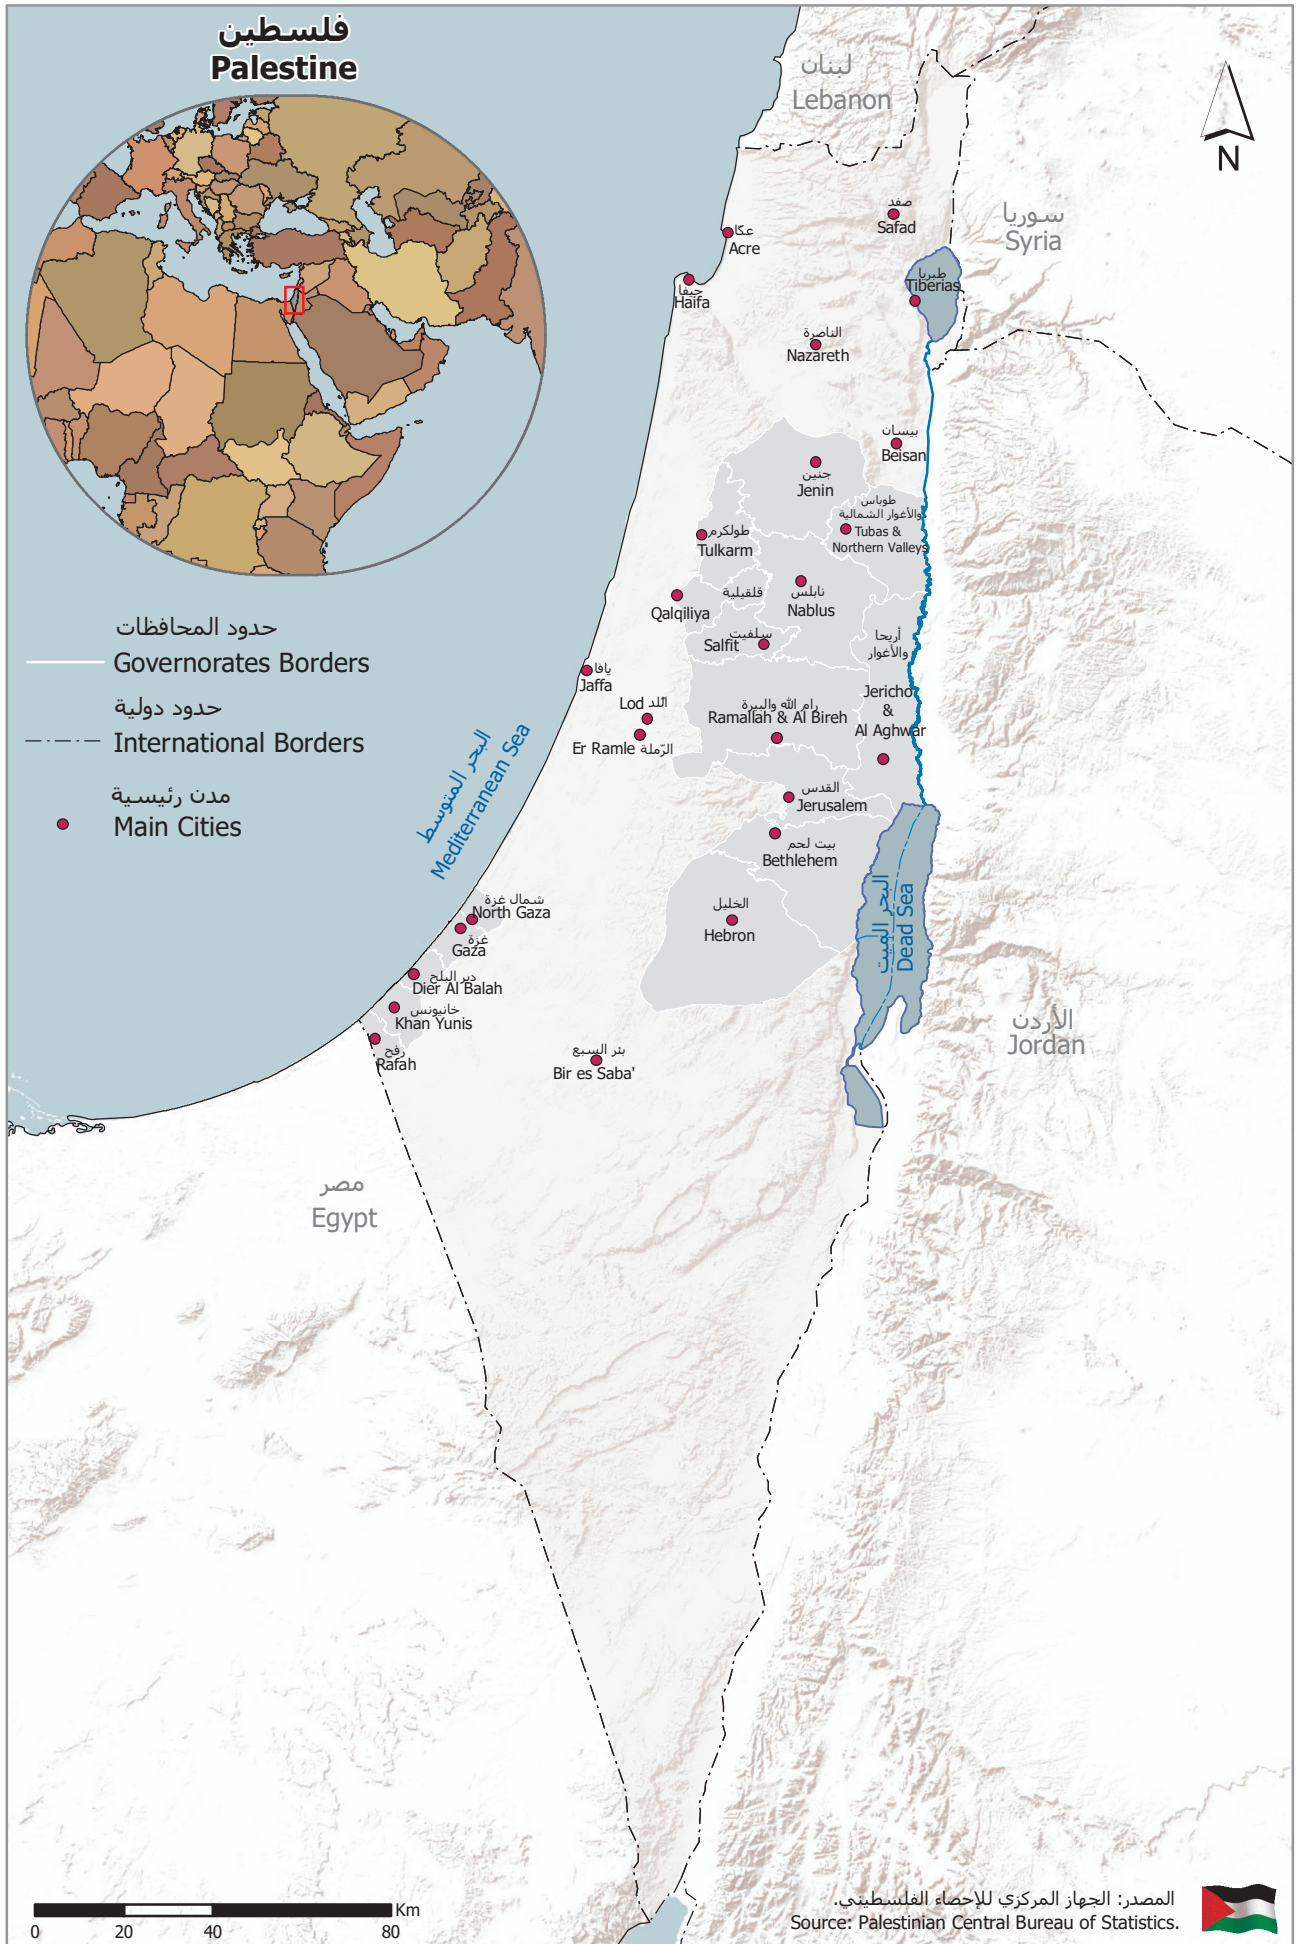 فلسطين
Palestine
لبنان
Lebanon
N
صفد
Safad
سوريا
Syria
عكّا
Acre
طبريا
Tiberias
حيفا
Haifa
الناصرة
Nazareth
بيسان
Beisan
جنين
Jenin
طوباس
والأغوار الشمالية
Tubas &
Northern Valleys
طولكرم
Tulkarm
قلقيلية
Qalqiliya
نابلس
Nablus
سلفيت
Salfit
أريحا
والأغوار
Jericho
&
Al Aghwar
حدود المحافظات
Governorates Borders
حدود دولية
International Borders
مدن رئيسية
Main Cities
يافا
Jaffa
Lod اللد
Er Ramle الرّملة
رام الله والبيرة
Ramallah & Al Bireh
القدس
Jerusalem
بيت لحم
Bethlehem
البحر المتوسط
Mediterranean Sea
الخليل
Hebron
البحر الميت
Dead Sea
شمال غزة
North Gaza
غزة
Gaza
دير البلح
Dier Al Balah
خانيونس
Khan Yunis
رفح
Rafah
بئر السبع
Bir es Saba'
الأردن
Jordan
مصر
Egypt
Km
0 20 40 80
المصدر: الجهاز المركزي للإحصاء الفلسطيني.
Source: Palestinian Central Bureau of Statistics.